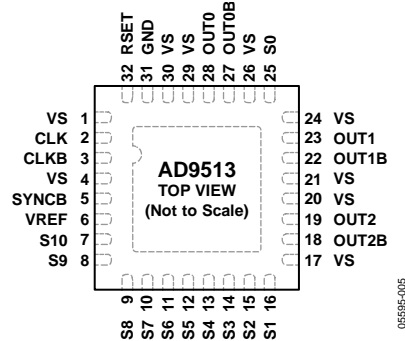 32 RSET
31 GND
30 VS
29 VS
28 OUT0
27 OUT0B
26 VS
25 S0
VS 1
CLK 2
CLKB 3
VS 4
SYNCB 5
VREF 6
S10 7
S9 8
AD9513
TOP VIEW
(Not to Scale)
24 VS
23 OUT1
22 OUT1B
21 VS
20 VS
19 OUT2
18 OUT2B
17 VS
S8 9
S7 10
S6 11
S5 12
S4 13
S3 14
S2 15
S1 16
05595-005